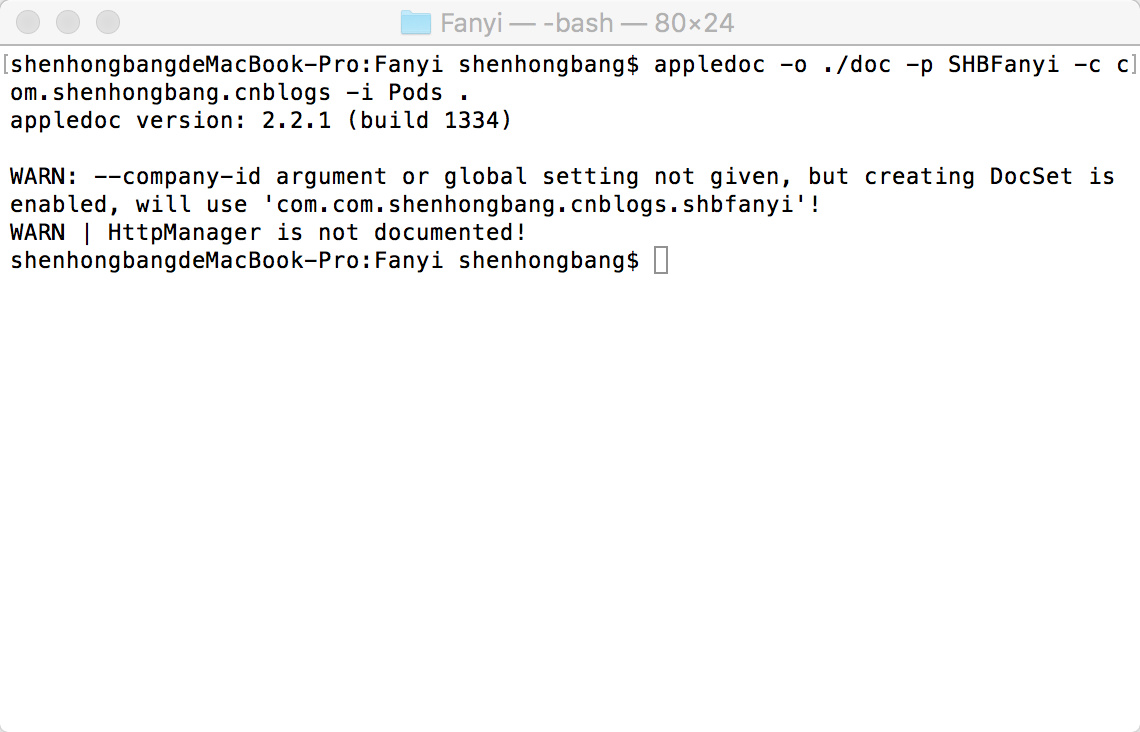 Fanyi — -bash — 80×24
[shenhongbangdeMacBook-Pro:Fanyi shenhongbang$ appledoc -o ./doc -p SHBFanyi -c c]
om.shenhongbang.cnblogs -i Pods .
appledoc version: 2.2.1 (build 1334)
WARN: --company-id argument or global setting not given, but creating DocSet is
enabled, will use 'com.com.shenhongbang.cnblogs.shbfanyi'!
WARN | HttpManager is not documented!
shenhongbangdeMacBook-Pro:Fanyi shenhongbang$